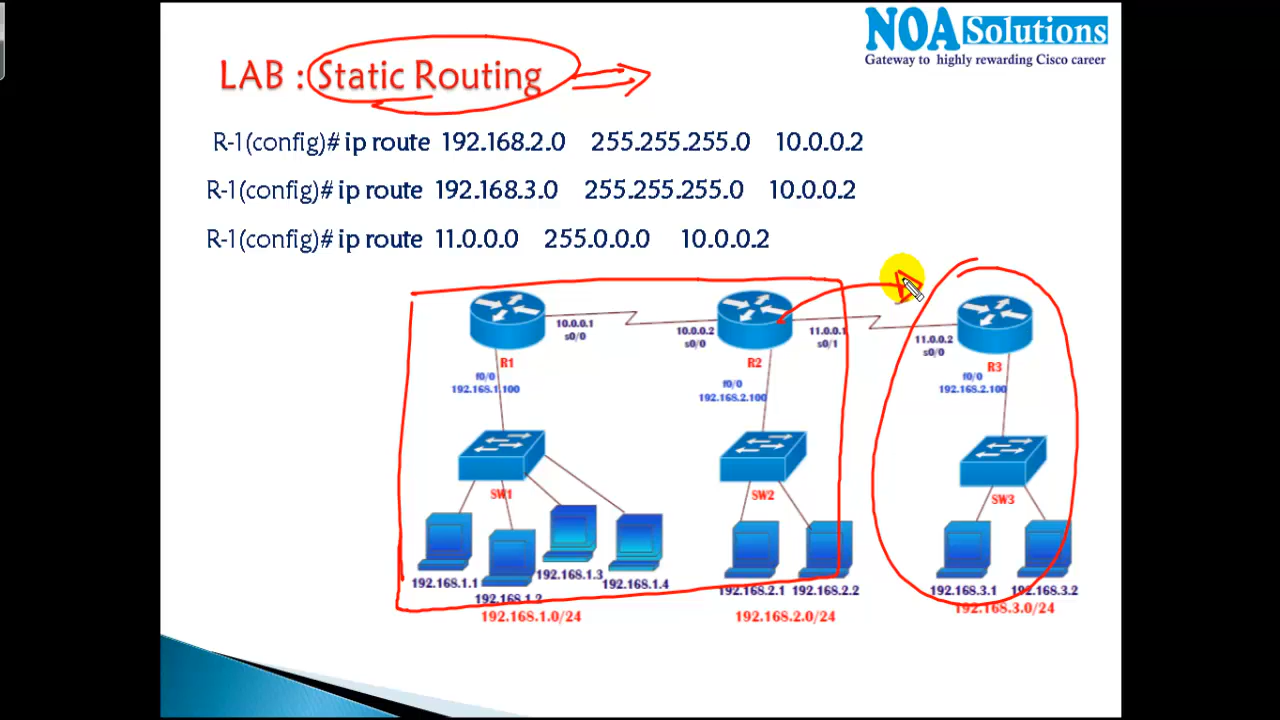 NOA Solutions
Gateway to highly rewarding Cisco career
LAB : Static Routing
R-1(config)# ip route 192.168.2.0 255.255.255.0 10.0.0.2
R-1(config)# ip route 192.168.3.0 255.255.255.0 10.0.0.2
R-1(config)# ip route 11.0.0.0 255.0.0.0 10.0.0.2
10.0.0.1
s0/0
10.0.0.2
s0/0
11.0.0.1
s0/1
11.0.0.2
s0/0
R1
R2
R3
f0/0
192.168.1.100
f0/0
192.168.2.100
f0/0
192.168.2.100
SW1
SW2
SW3
192.168.1.1
192.168.1.2
192.168.1.3
192.168.1.4
192.168.2.1
192.168.2.2
192.168.3.1
192.168.3.2
192.168.1.0/24
192.168.2.0/24
192.168.3.0/24